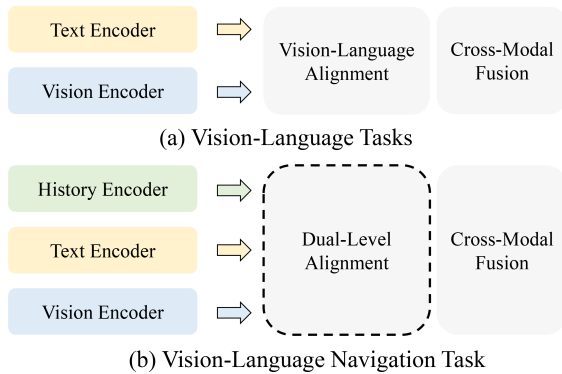 Text Encoder
Vision Encoder
Vision-Language
Alignment
Cross-Modal
Fusion
(a) Vision-Language Tasks
History Encoder
Text Encoder
Vision Encoder
Dual-Level
Alignment
Cross-Modal
Fusion
(b) Vision-Language Navigation Task